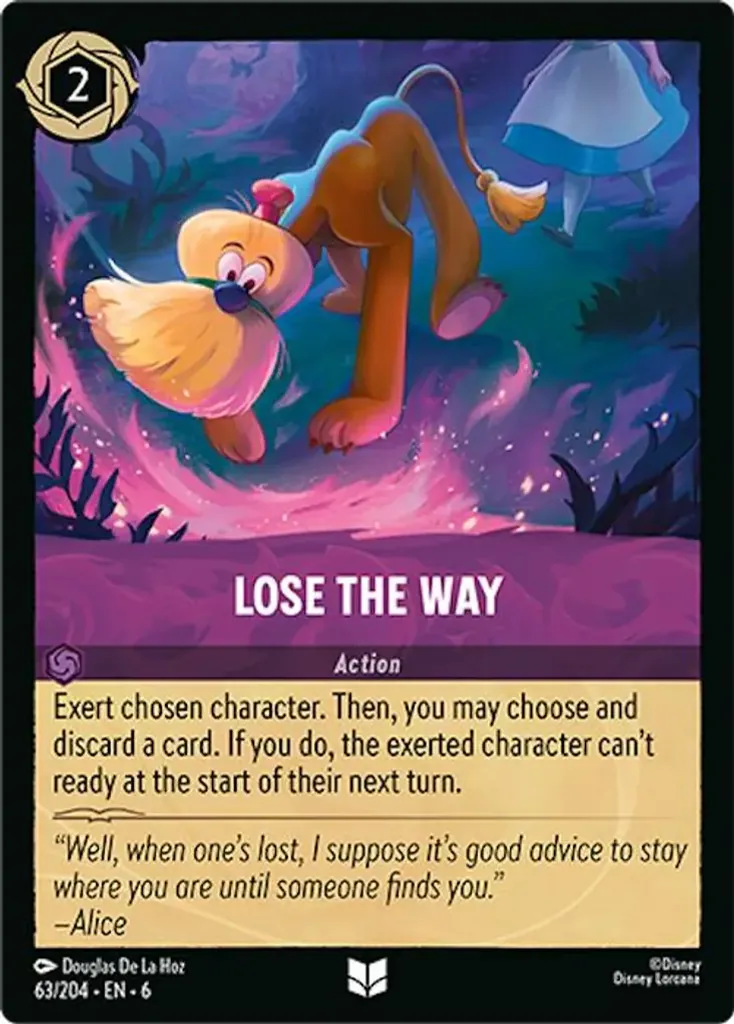 2
LOSE THE WAY
Action
Exert chosen character. Then, you may choose and
discard a card. If you do, the exerted character can't
ready at the start of their next turn.
“Well, when one's lost, I suppose it's good advice to stay
where you are until someone finds you.”
–Alice
Douglas De La Hoz
©Disney
63/204 • EN • 6
Disney Lorcana